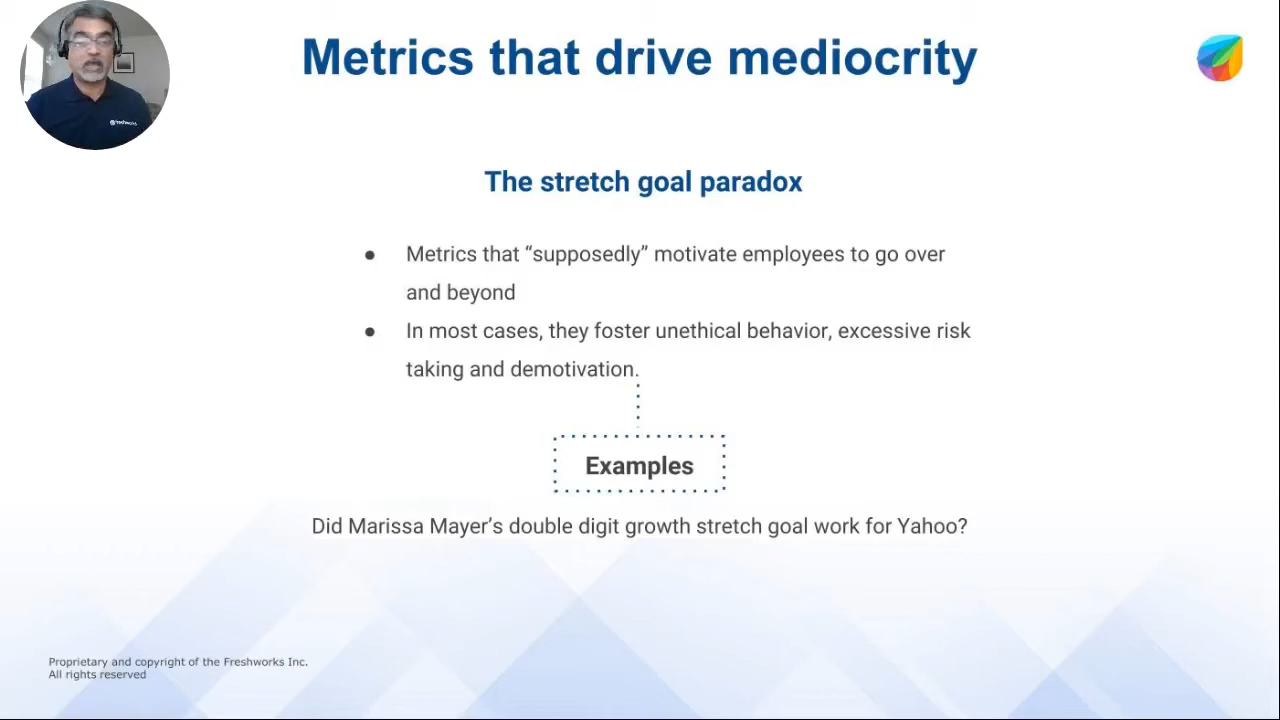 Metrics that drive mediocrity
The stretch goal paradox
● Metrics that “supposedly” motivate employees to go over
and beyond
● In most cases, they foster unethical behavior, excessive risk
taking and demotivation.
Examples
Did Marissa Mayer’s double digit growth stretch goal work for Yahoo?
Proprietary and copyright of the Freshworks Inc.
All rights reserved
freshworks